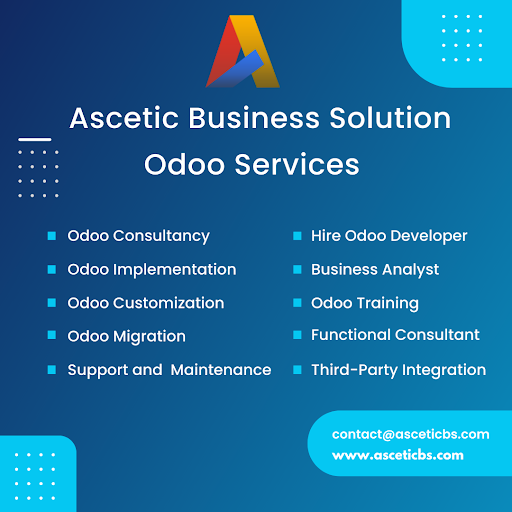 Ascetic Business Solution
Odoo Services
Odoo Consultancy
Odoo Implementation
Odoo Customization
Odoo Migration
Support and  Maintenance
Hire Odoo Developer
Business Analyst
Odoo Training
Functional Consultant
Third-Party Integration
contact@asceticbs.com
www.asceticbs.com